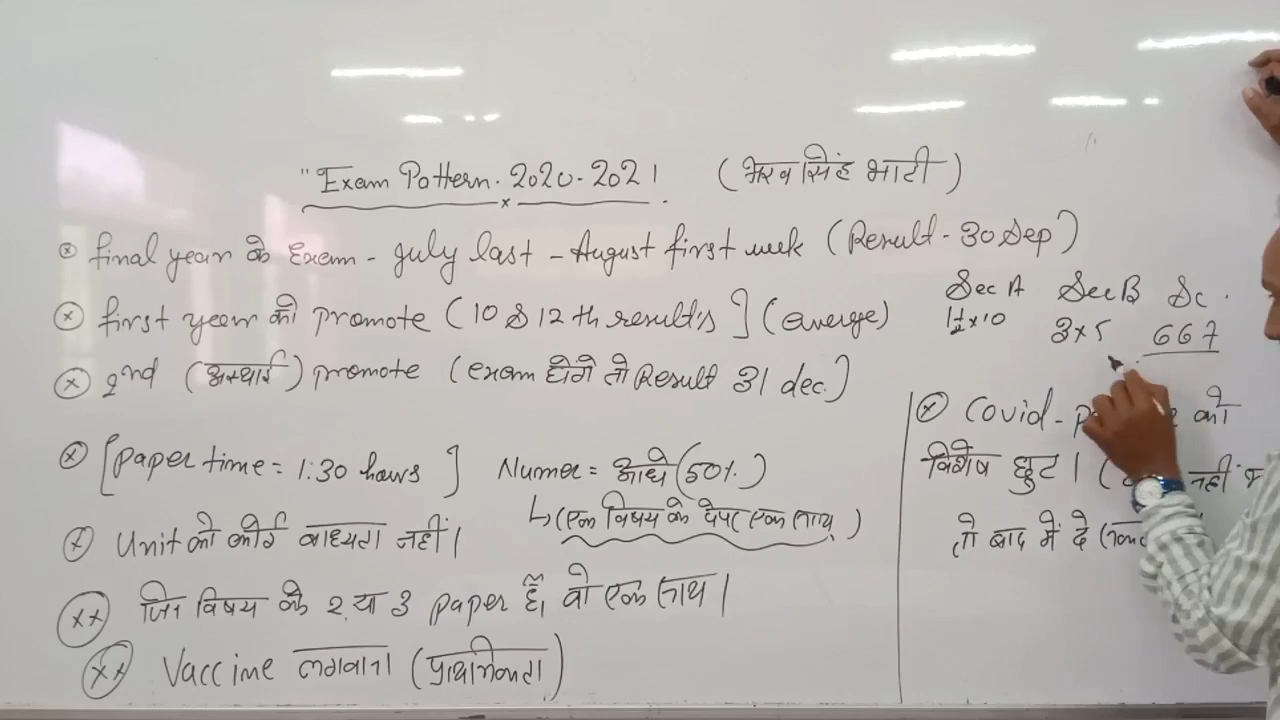 "Exam Pattern. 2020-2021. (भैरव सिंह भाटी)
final year के Exam - July last - August first week (Result - 30 Sep)
first year को promote (10 & 12 th result's] (average)
2nd (अस्थाई) promote (exam होंगे तो Result 31 dec.)
[Paper time = 1:30 hours] Numer = आधे (50%)
↳ (एक विषय के पेपर एक साथ)
Unit की कोई बाध्यता नहीं।
जिस विषय के 2 या 3 paper हैं, वो एक साथ।
Vaccine लगवाना (प्राथमिकता)
Sec A Sec B Sc
1½ x 10 3 x 5 667
Covid- को
विशेष छुट। ( नहीं
तो बाद में दे